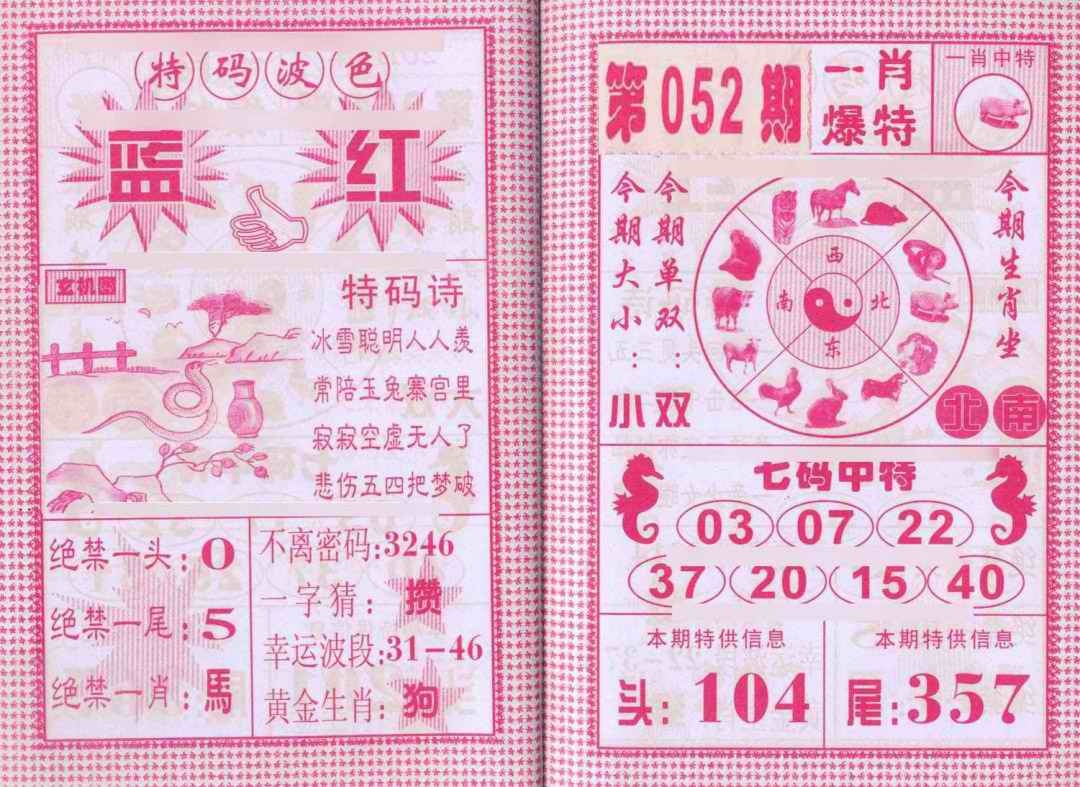 特码波色
蓝 红
玄机图
特码诗
冰雪聪明人人羡
常陪玉兔寨宫里
寂寂空虚无人了
悲伤五四把梦破
绝禁一头:0
绝禁一尾:5
绝禁一肖:馬
不离密码:3246
一字猜:攒
幸运波段:31-46
黄金生肖:狗
第052期
一肖
爆特
一肖中特
今期大小:小
今期单双:双
西
南 北
东
今期生肖坐
北 南
七码中特
03 07 22
37 20 15 40
本期特供信息
头:104
本期特供信息
尾:357